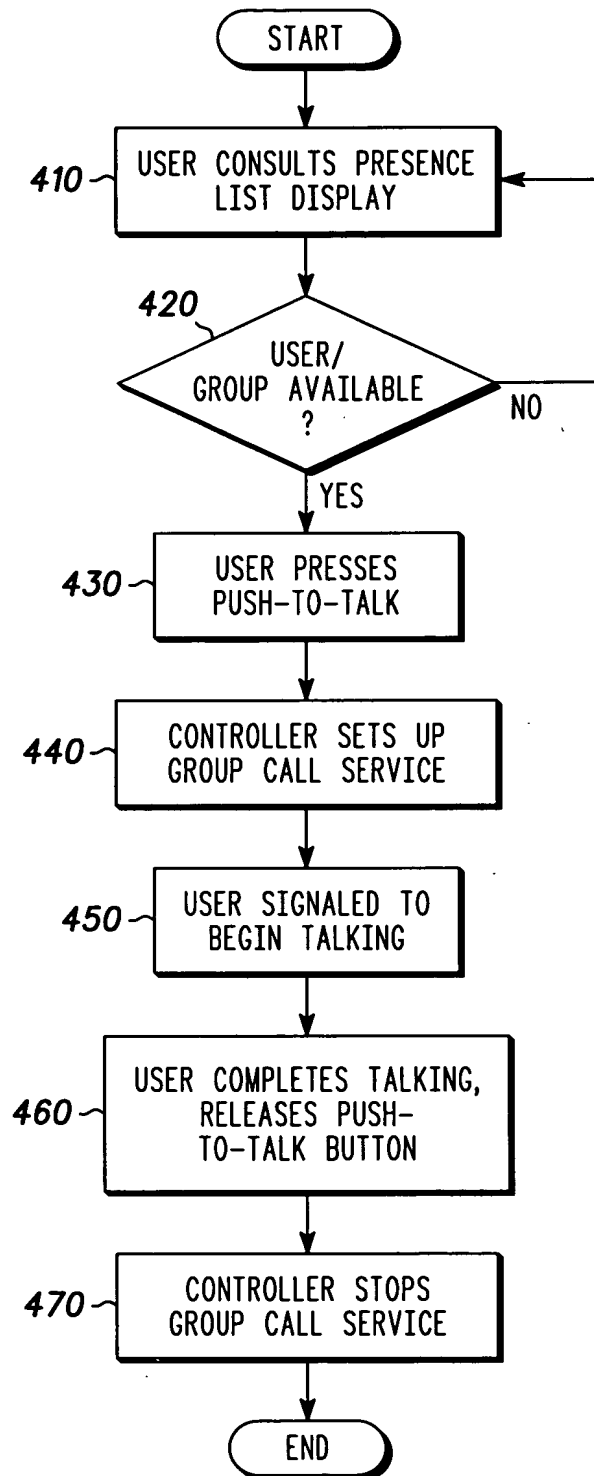 START
410
USER CONSULTS PRESENCE
LIST DISPLAY
420
USER/
GROUP AVAILABLE
?
NO
YES
430
USER PRESSES
PUSH-TO-TALK
440
CONTROLLER SETS UP
GROUP CALL SERVICE
450
USER SIGNALED TO
BEGIN TALKING
460
USER COMPLETES TALKING,
RELEASES PUSH-
TO-TALK BUTTON
470
CONTROLLER STOPS
GROUP CALL SERVICE
END